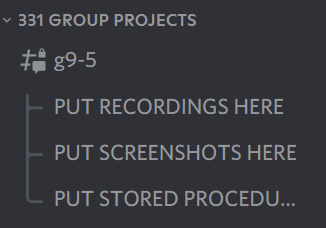 331 GROUP PROJECTS
g9-5
PUT RECORDINGS HERE
PUT SCREENSHOTS HERE
PUT STORED PROCEDU...